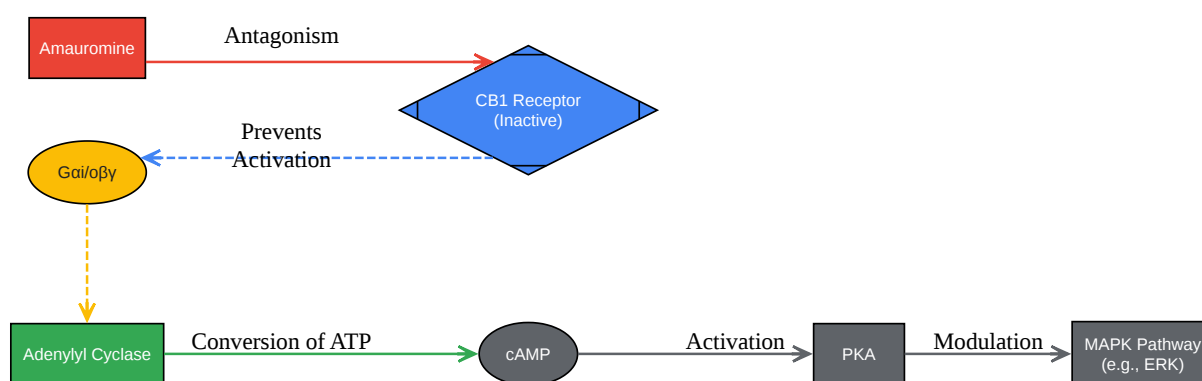 Amauromine
Antagonism
CB1 Receptor
(Inactive)
Prevents
Activation
Gαi/oβγ
Adenylyl Cyclase
Conversion of ATP
cAMP
Activation
PKA
Modulation
MAPK Pathway
(e.g., ERK)